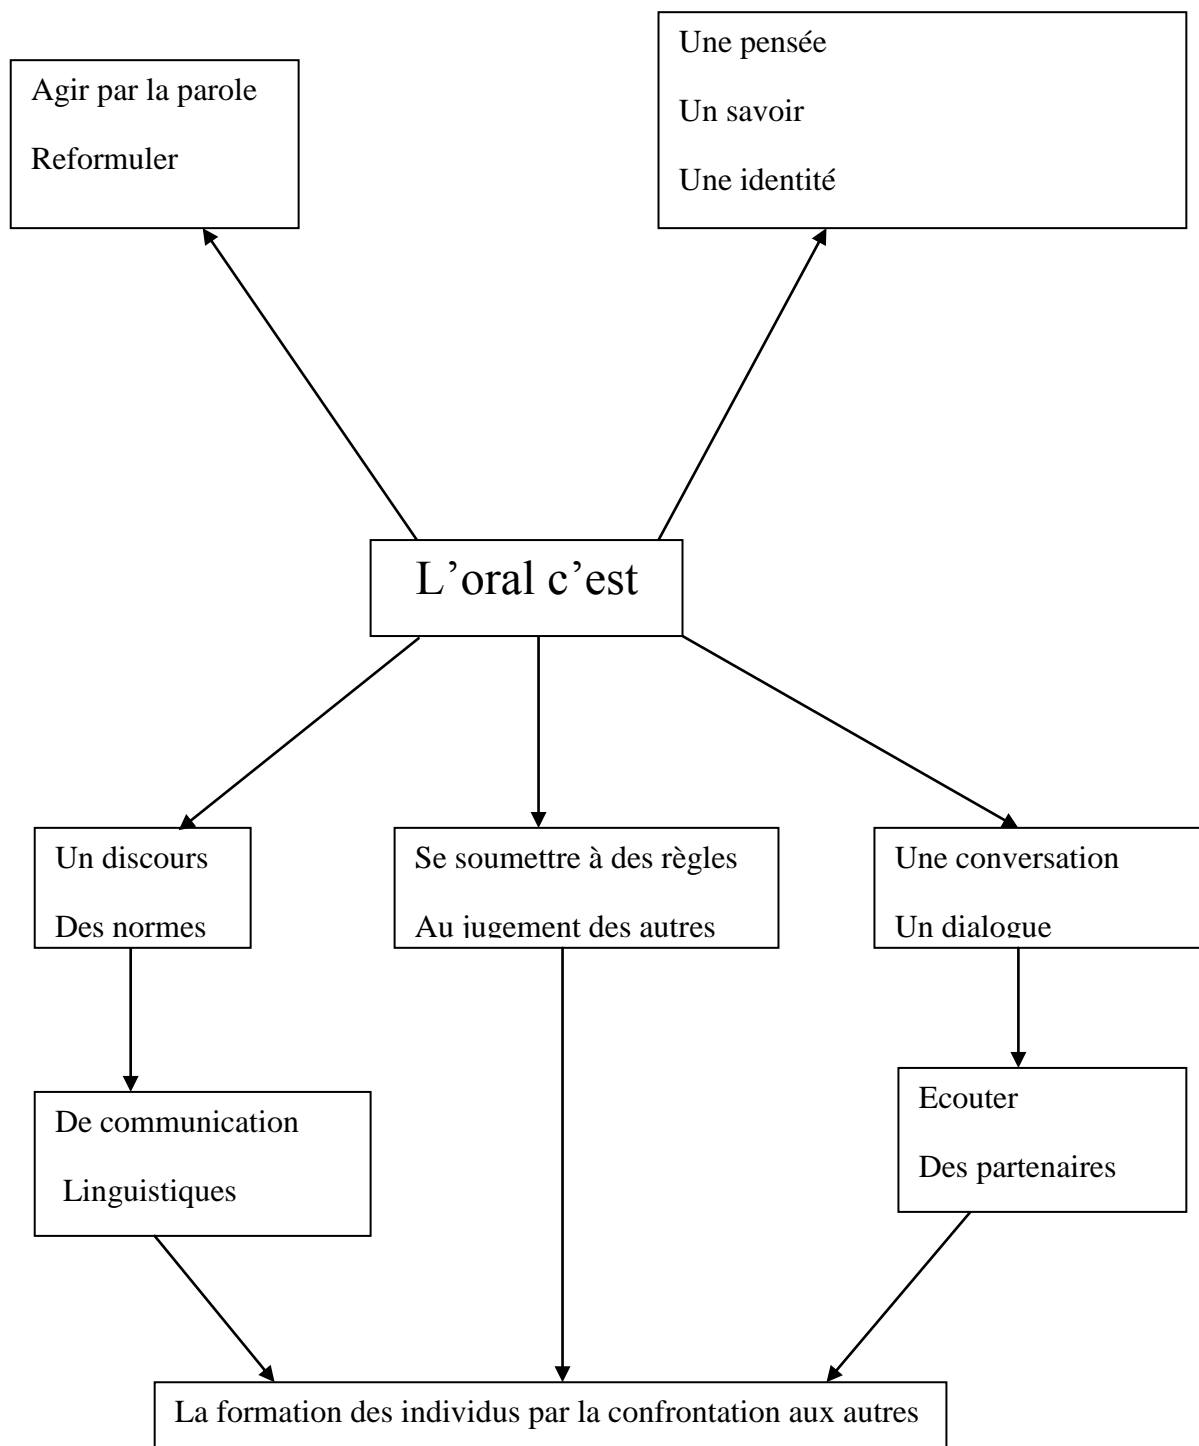 Une pensée
Un savoir
Une identité
Agir par la parole
Reformuler
L’oral c’est
Un discours
Des normes
Se soumettre à des règles
Au jugement des autres
Une conversation
Un dialogue
De communication
Linguistiques
Ecouter
Des partenaires
La formation des individus par la confrontation aux autres